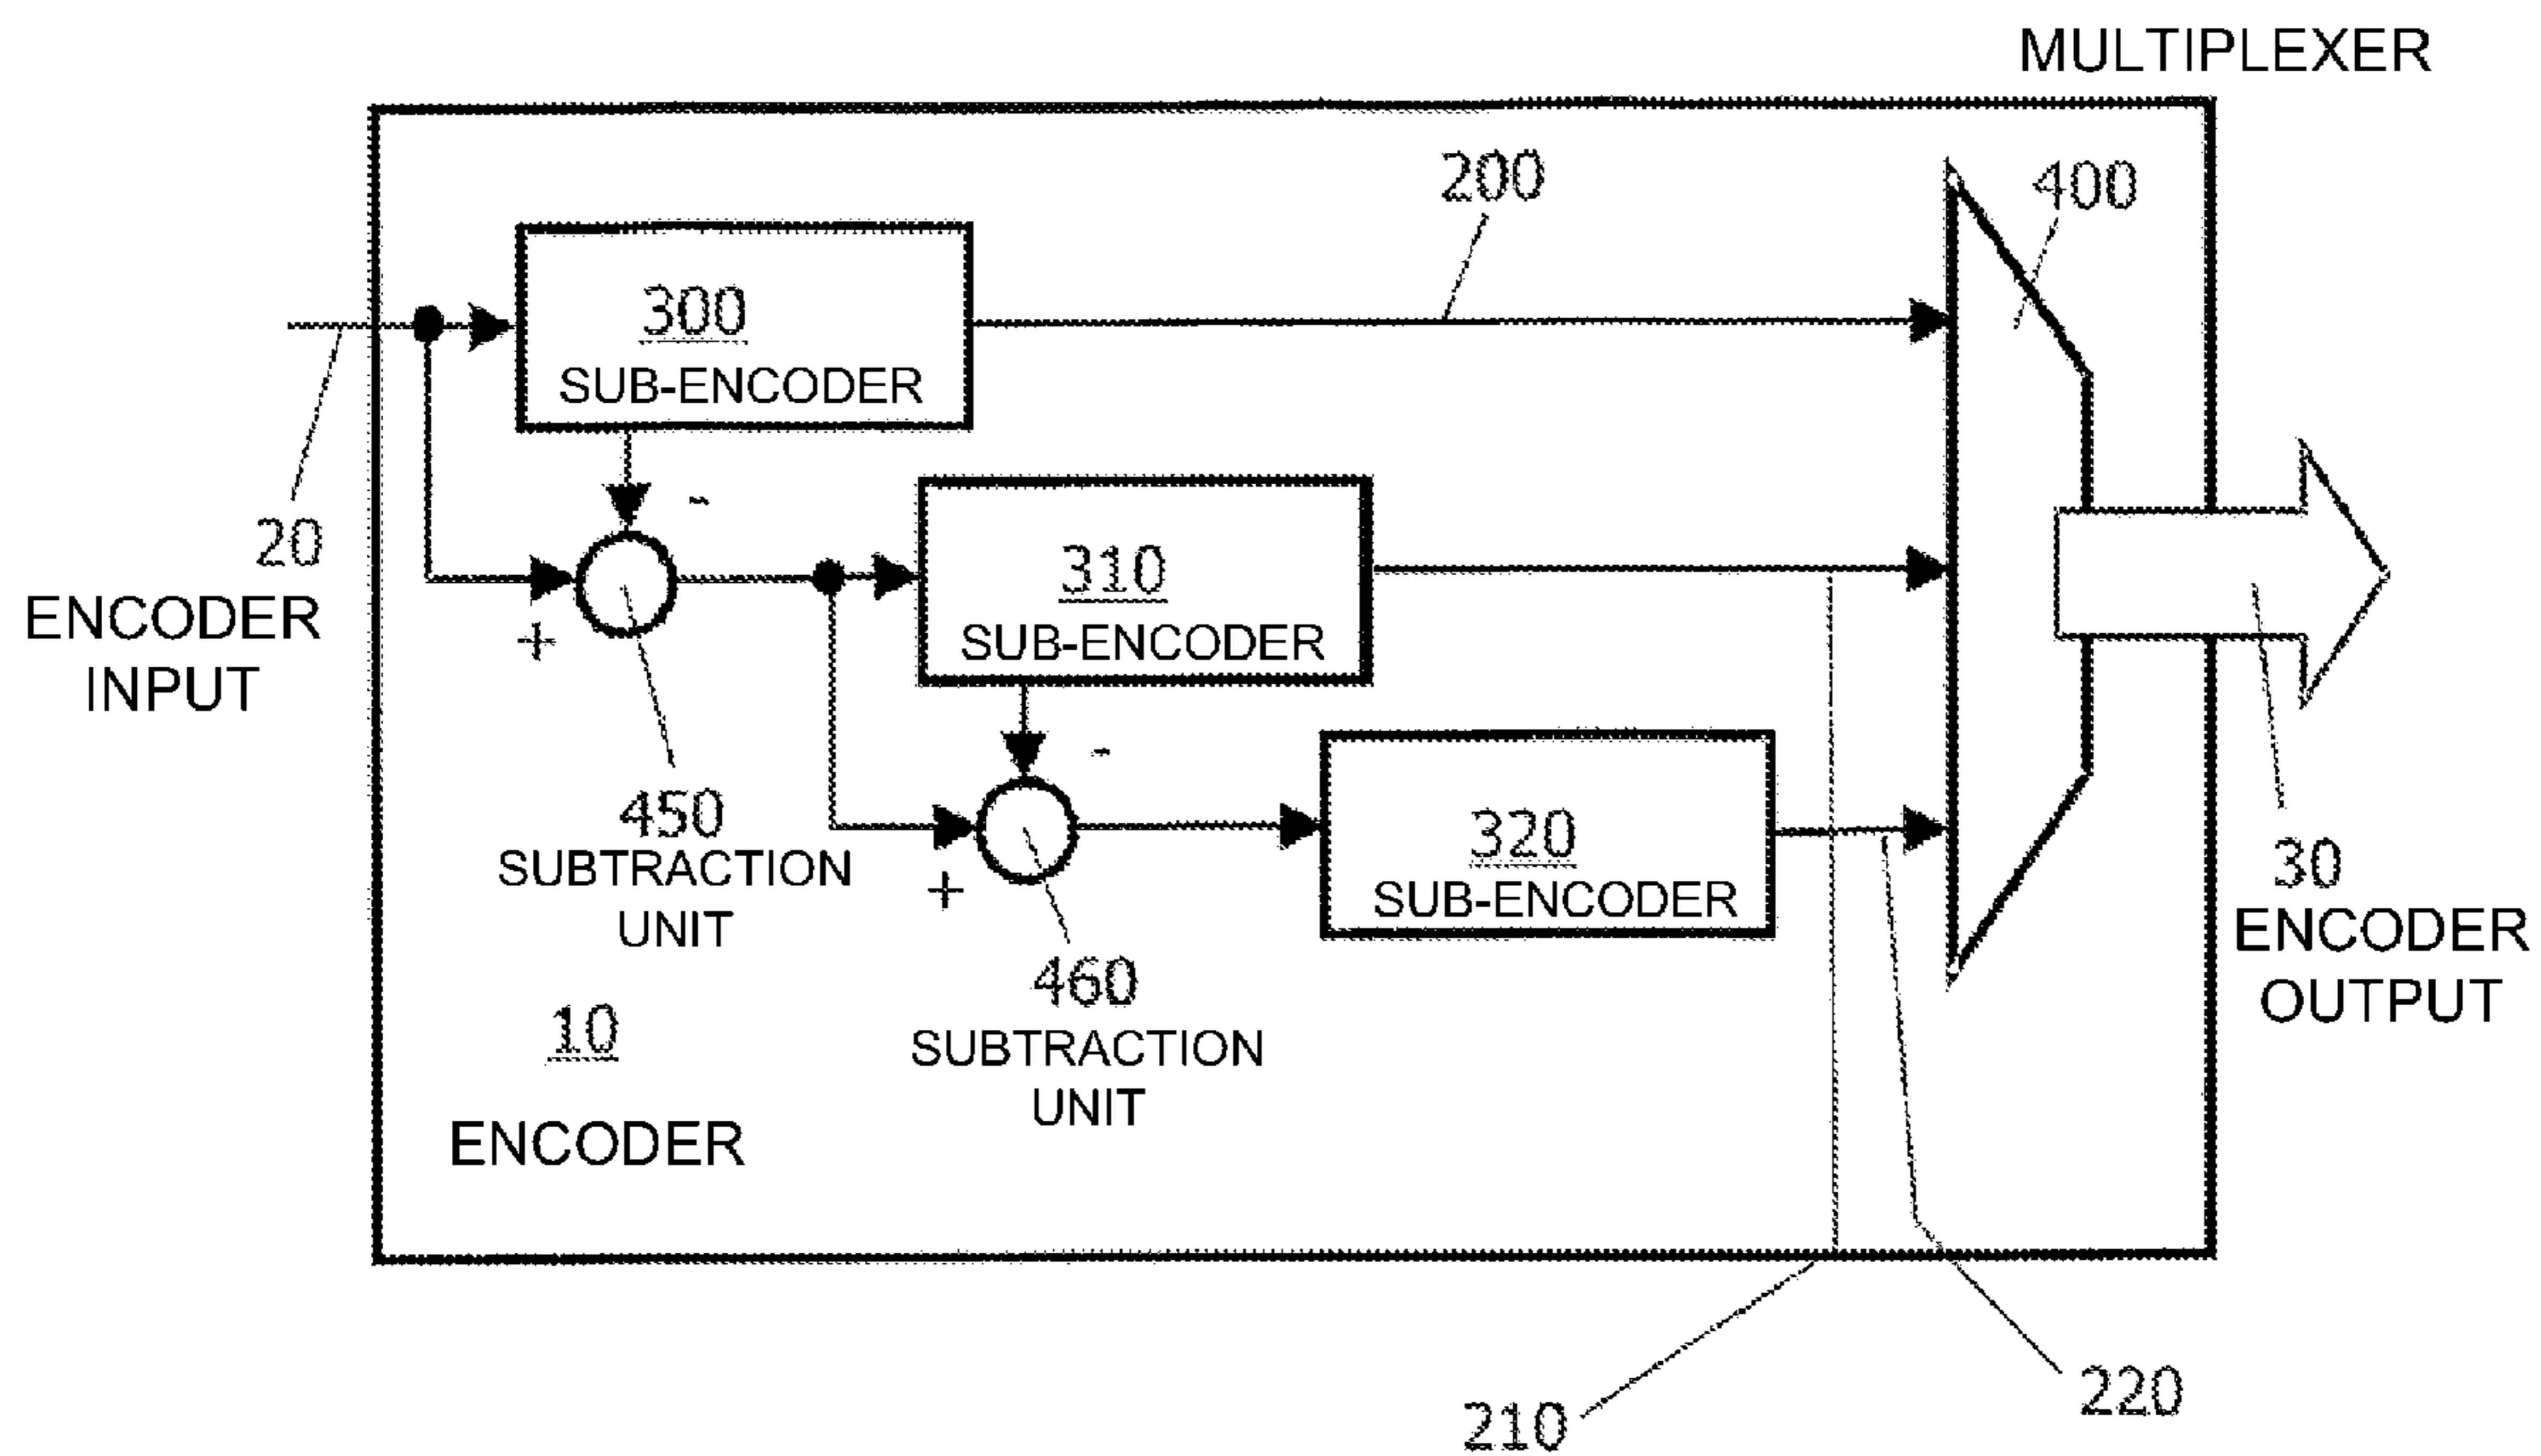 MULTIPLEXER
200
400
300
SUB-ENCODER
-
20
ENCODER
INPUT
+
310
SUB-ENCODER
-
450
SUBTRACTION
UNIT
+
320
SUB-ENCODER
30
ENCODER
OUTPUT
460
SUBTRACTION
UNIT
10
ENCODER
210
220